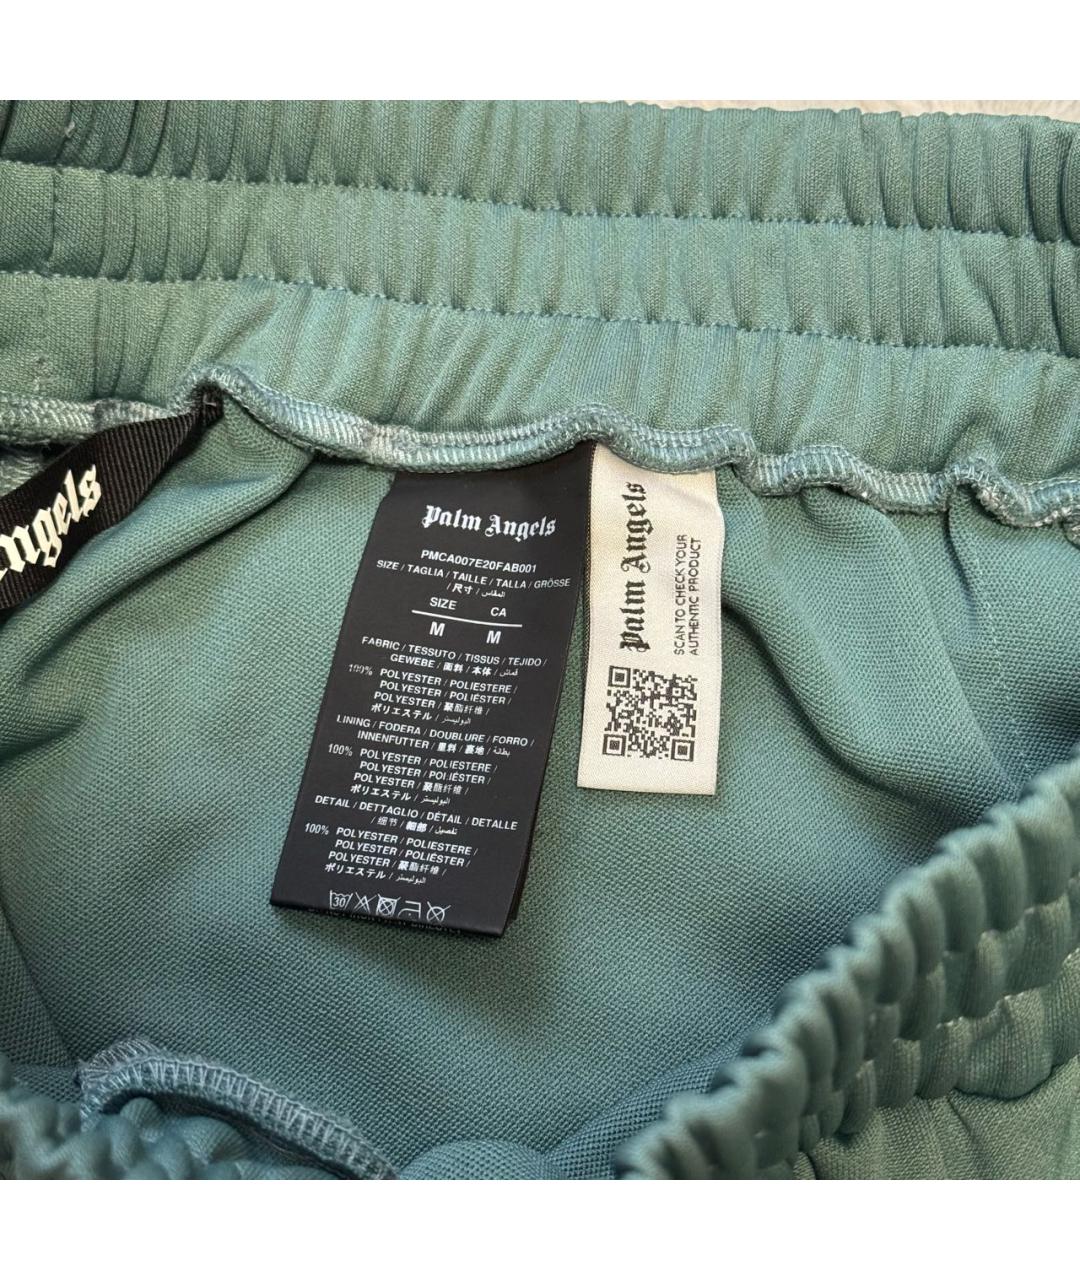 Angels
Palm Angels
PMCA007E20FAB001
SIZE / TAGLIA / TAILLE / TALLA / GRÖSSE
/ 尺寸 / المقاس
SIZE CA
M M
FABRIC / TESSUTO / TISSUS / TEJIDO /
GEWEBE / 面料 / 本体 / قماش
100% POLYESTER / POLIESTERE /
POLYESTER / POLIÉSTER /
POLYESTER / 聚酯纤维 /
ポリエステル / البوليستر
LINING / FODERA / DOUBLURE / FORRO /
INNENFUTTER / 里料 / 裏地 / بطانة
100% POLYESTER / POLIESTERE /
POLYESTER / POLIÉSTER /
POLYESTER / 聚酯纤维 /
ポリエステル / البوليستر
DETAIL / DETTAGLIO / DÉTAIL / DETALLE
/ 细节 / 細部 / تفصيل
100% POLYESTER / POLIESTERE /
POLYESTER / POLIÉSTER /
POLYESTER / 聚酯纤维 /
ポリエステル / البوليستر
30
Palm Angels
SCAN TO CHECK YOUR
AUTHENTIC PRODUCT